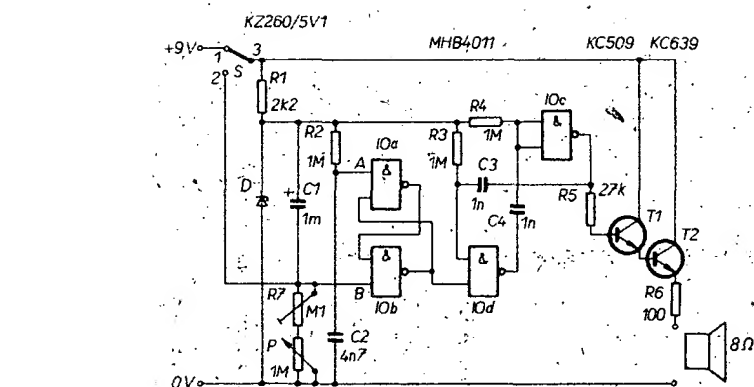 KZ260/5V1
MHB4011
KC509 KC639
+9V
1
3
2
S
R1
2k2
R2
1M
A
IOa
&
R3
1M
R4
1M
IOc
&
C3
1n
C4
1n
R5
27k
T1
T2
D
+
C1
1m
R7
M1
P
1M
B
&
IOb
C2
4n7
&
IOd
R6
100
8Ω
0V